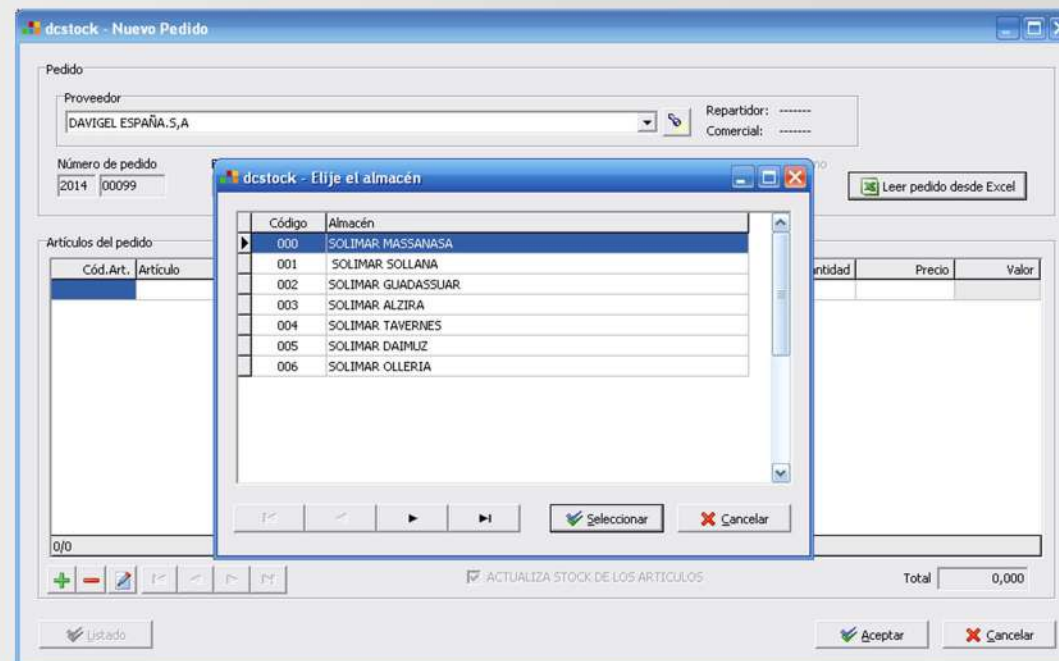 dcstock - Nuevo Pedido
Pedido
Proveedor
DAVIGEL ESPAÑA.S,A
Repartidor: -------
Comercial: -------
Número de pedido
2014 00099
Leer pedido desde Excel
dcstock - Elije el almacén
Código Almacén
000 SOLIMAR MASSANASA
001 SOLIMAR SOLLANA
002 SOLIMAR GUADASSUAR
003 SOLIMAR ALZIRA
004 SOLIMAR TAVERNES
005 SOLIMAR DAIMUZ
006 SOLIMAR OLLERIA
Seleccionar Cancelar
Artículos del pedido
Cód.Art. Artículo ntidad Precio Valor
0/0
ACTUALIZA STOCK DE LOS ARTICULOS
Total 0,000
Listado
Aceptar Cancelar